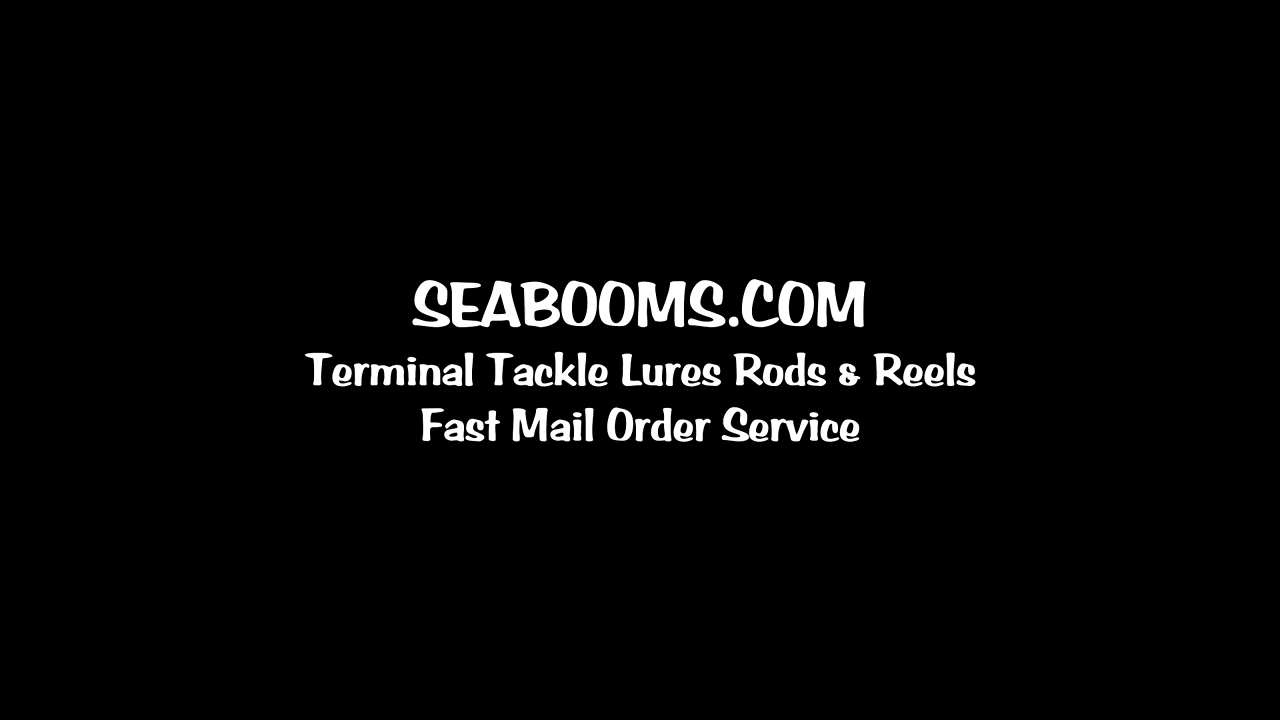 SEABOOMS.COM
Terminal Tackle Lures Rods & Reels
Fast Mail Order Service